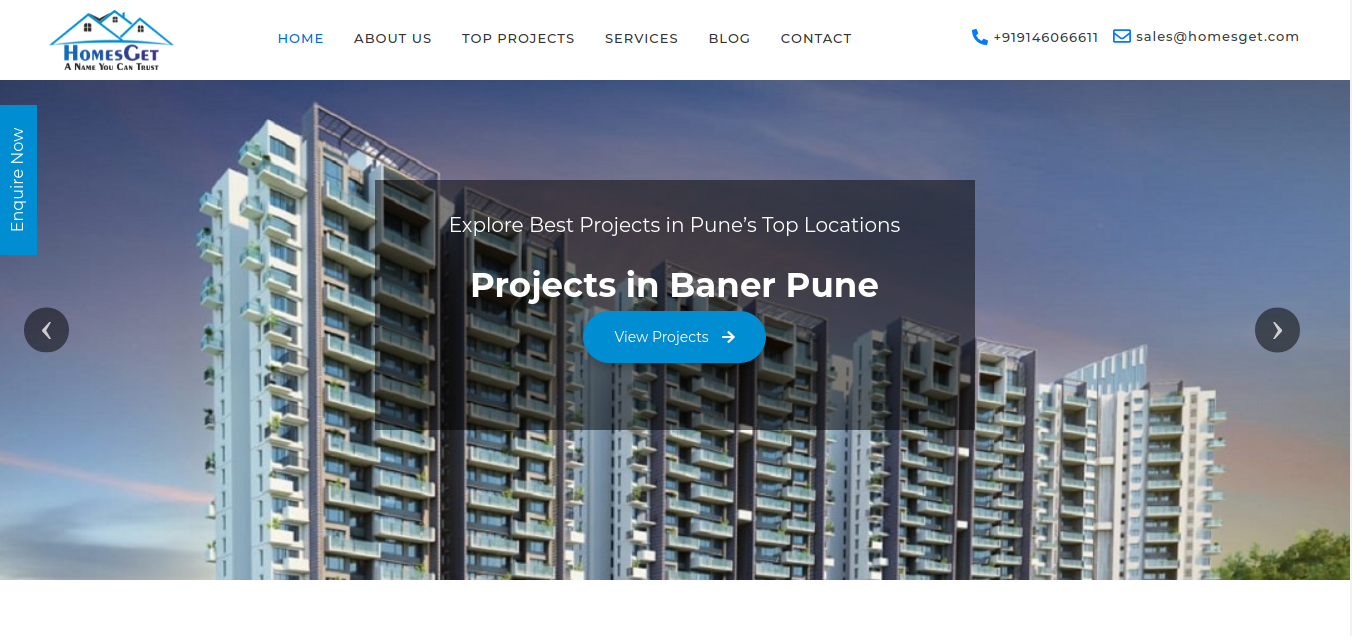 HOMESGET
A NAME YOU CAN TRUST
HOME ABOUT US TOP PROJECTS SERVICES BLOG CONTACT
+919146066611 sales@homesget.com
Enquire Now
Explore Best Projects in Pune’s Top Locations
Projects in Baner Pune
View Projects